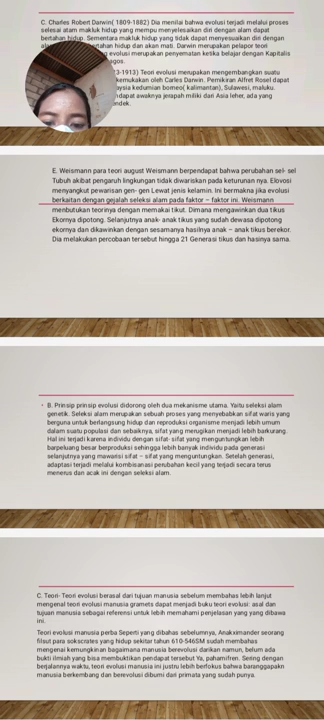 C. Charles Robert Darwin( 1809-1882) Dia menilai bahwa evolusi terjadi melalui proses
selesai atam makluk hidup yang mempu menyelesaikan diri dengan alam dapat
bertahan hidup. Sementara makluk hidup yang tidak dapat menyesuaikan diri dengan
ertahan hidup dan akan mati. Darwin merupakan pelapor teori
evolusi merupakan penyematan ketika belajar dengan Kapitalis
agos.
3-1913) Teori evolusi merupakan mengembangkan suatu
kemukakan oleh Carles Darwin. Pemikiran Alfret Rosel dapat
aysia kedumian borneo( kalimantan), Sulawesi, maluku.
ndapat awaknya jerapah miliki dari Asia leher, ada yang
endek.
E. Weismann para teori august Weismann berpendapat bahwa perubahan sel- sel
Tubuh akibat pengaruh lingkungan tidak diwariskan pada keturunan nya. Elovosi
menyangkut pewarisan gen- gen Lewat jenis kelamin. Ini bermakna jika evolusi
berkaitan dengan gejalah seleksi alam pada faktor – faktor ini. Weismann
menbutukan teorinya dengan memakai tikut. Dimana mengawinkan dua tikus
Ekornya dipotong. Selanjutnya anak- anak tikus yang sudah dewasa dipotong
ekornya dan dikawinkan dengan sesamanya hasilnya anak – anak tikus berekor.
Dia melakukan percobaan tersebut hingga 21 Generasi tikus dan hasinya sama.
• B. Prinsip prinsip evolusi didorong oleh dua mekanisme utama. Yaitu seleksi alam
genetik. Seleksi alam merupakan sebuah proses yang menyebabkan sifat waris yang
berguna untuk berlangsung hidup dan reproduksi organisme menjadi lebih umum
dalam suatu populasi dan sebaiknya, sifat yang merugikan menjadi lebih barkurang.
Hal ini terjadi karena individu dengan sifat- sifat yang menguntungkan lebih
barpeluang besar berproduksi sehingga lebih banyak individu pada generasi
selanjutnya yang mawarisi sifat – sifat yang menguntungkan. Setelah generasi,
adaptasi terjadi melalui kombisanasi perubahan kecil yang terjadi secara terus
menerus dan acak ini dengan seleksi alam.
C. Teori- Teori evolusi berasal dari tujuan manusia sebelum membahas lebih lanjut
mengenal teori evolusi manusia gramets dapat menjadi buku teori evolusi: asal dan
tujuan manusia sebagai referensi untuk lebih memahami penjelasan yang yang dibawa
ini.
Teori evolusi manusia perba Seperti yang dibahas sebelumnya, Anakximander seorang
filsut para soksocrates yang hidup sekitar tahun 610-546SM sudah membahas
mengenai kemungkinan bagaimana manusia berevolusi darikan namun, belum ada
bukti ilmiah yang bisa membuktikan pendapat tersebut Ya, pahamifren. Sering dengan
berjalannya waktu, teori evolusi manusia ini justru lebih berfokus bahwa baranggapakn
manusia berkembang dan berevolusi dibumi dari primata yang sudah punya.